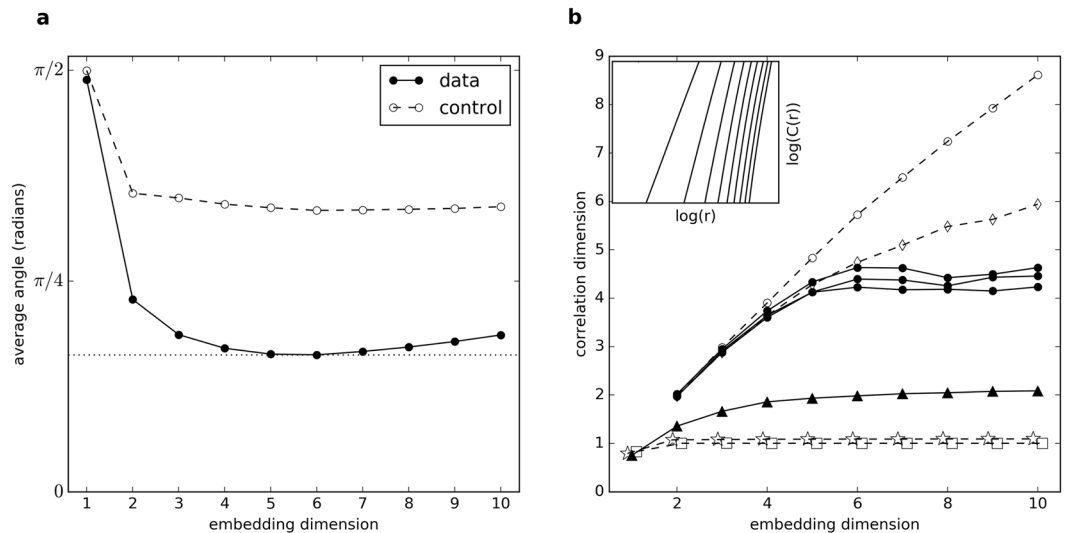 a
π/2
π/4
0
average angle (radians)
data
control
1 2 3 4 5 6 7 8 9 10
embedding dimension
b
9
8
7
6
5
4
3
2
1
0
correlation dimension
log(C(r))
log(r)
2 4 6 8 10
embedding dimension